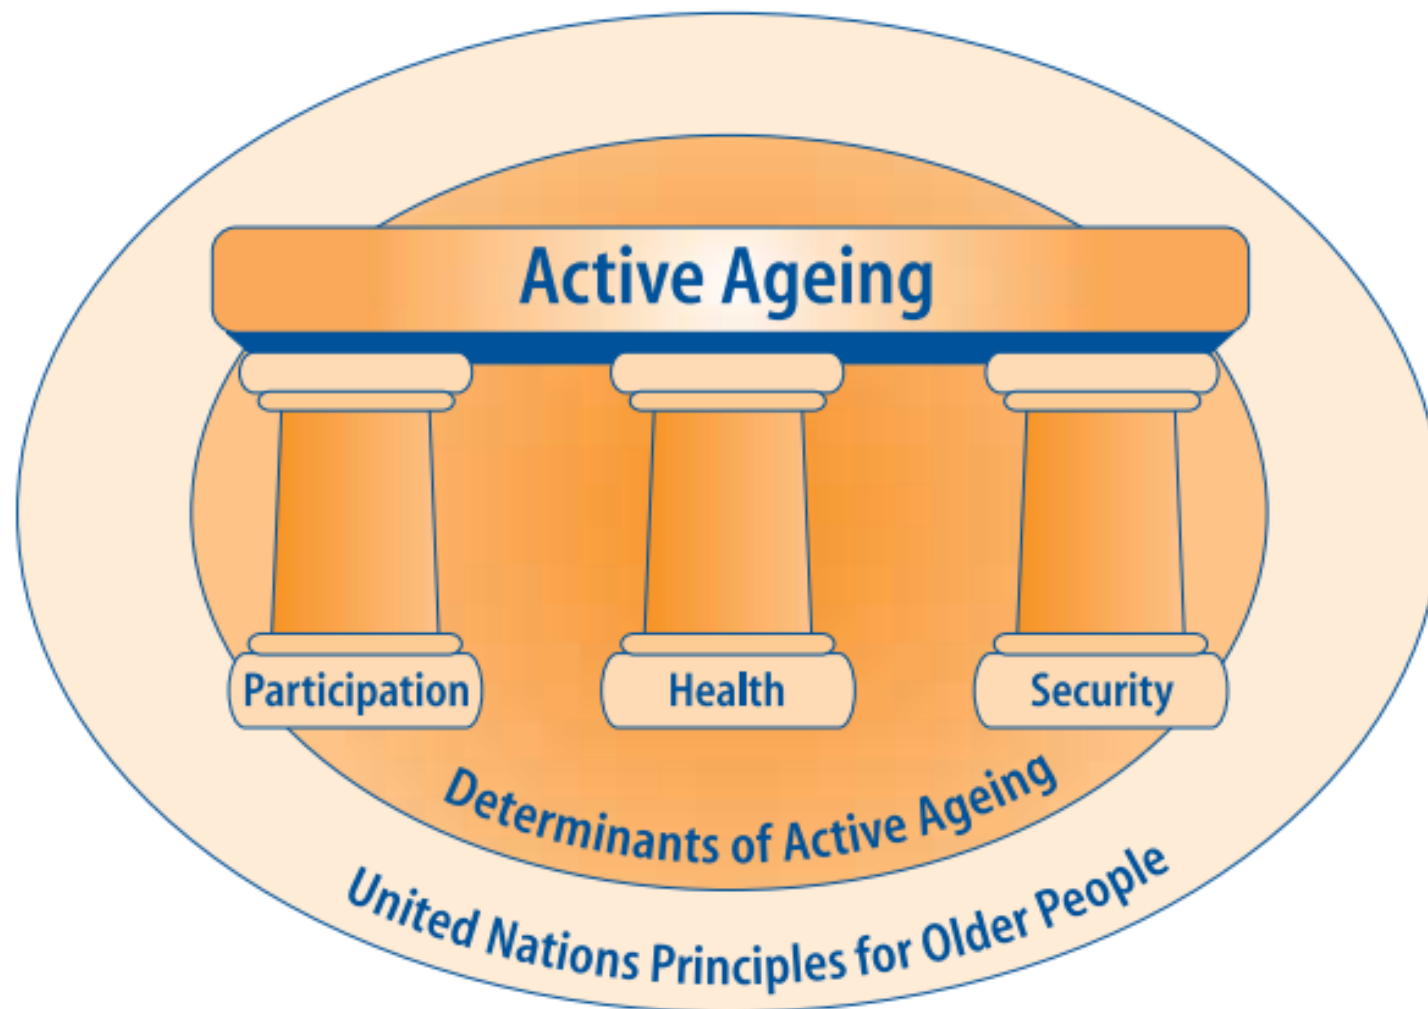 Active Ageing
Participation
Health
Security
Determinants of Active Ageing
United Nations Principles for Older People